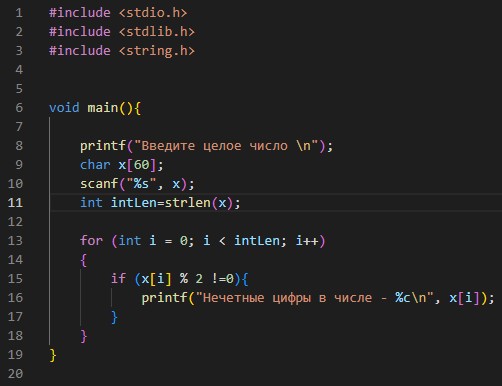 1 #include <stdio.h>
2 #include <stdlib.h>
3 #include <string.h>
4
5
6 void main(){
7
8     printf("Введите целое число \n");
9     char x[60];
10     scanf("%s", x);
11     int intLen=strlen(x);
12
13     for (int i = 0; i < intLen; i++)
14     {
15         if (x[i] % 2 !=0){
16             printf("Нечетные цифры в числе - %c\n", x[i]);
17         }
18     }
19 }
20